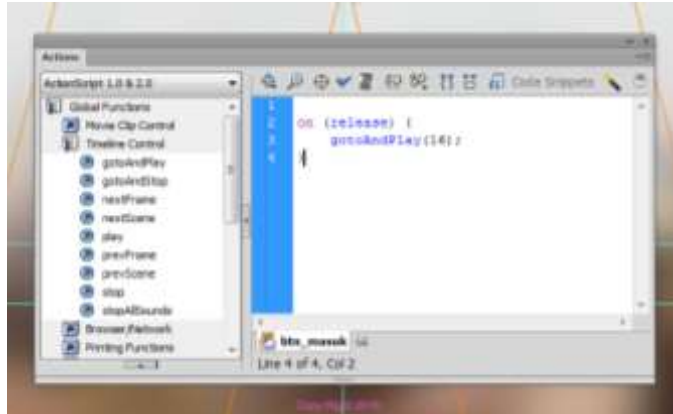 Actions
ActionScript 1.0 & 2.0
Global Functions
Movie Clip Control
Timeline Control
gotoAndPlay
gotoAndStop
nextFrame
nextScene
play
prevFrame
prevScene
stop
stopAllSounds
Browser/Network
Printing Functions
Code Snippets
1
2 on (release) {
3 gotoAndPlay(16);
4 }
btn_masuk
Line 4 of 4, Col 2